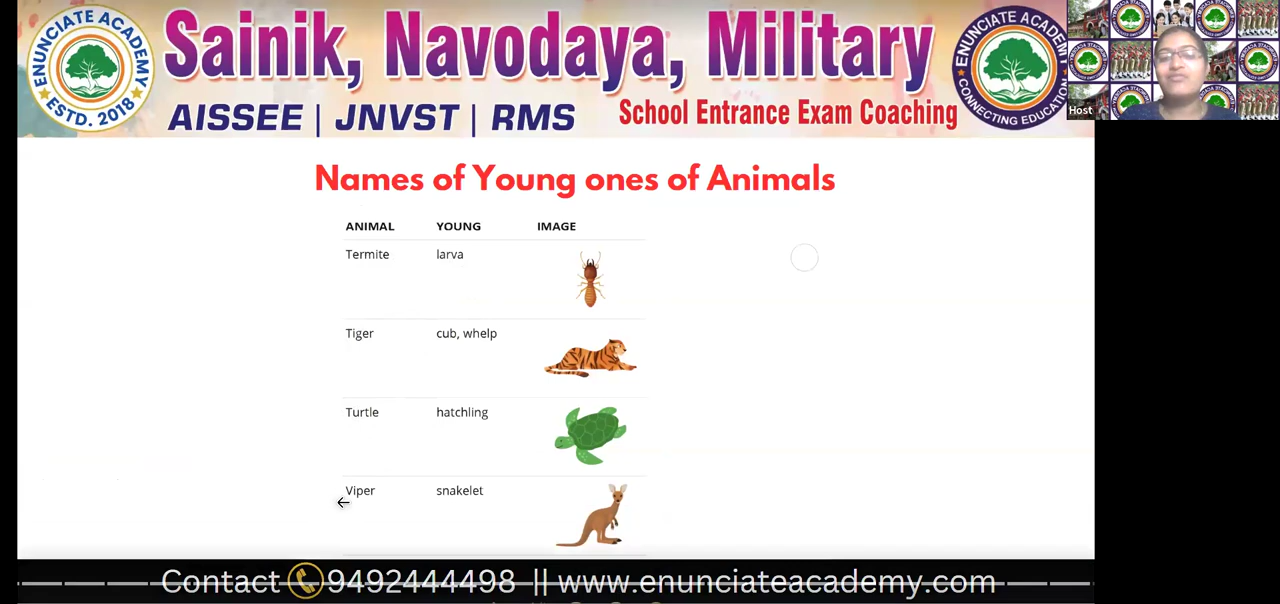 ENUNCIATE ACADEMY
ESTD. 2018
Sainik, Navodaya, Military
AISSEE | JNVST | RMS
School Entrance Exam Coaching
ENUNCIATE ACADEMY
CONNECTING EDUCATION
Host
Names of Young ones of Animals
ANIMAL YOUNG IMAGE
Termite larva
Tiger cub, whelp
Turtle hatchling
Viper snakelet
Contact 9492444498 || www.enunciateacademy.com